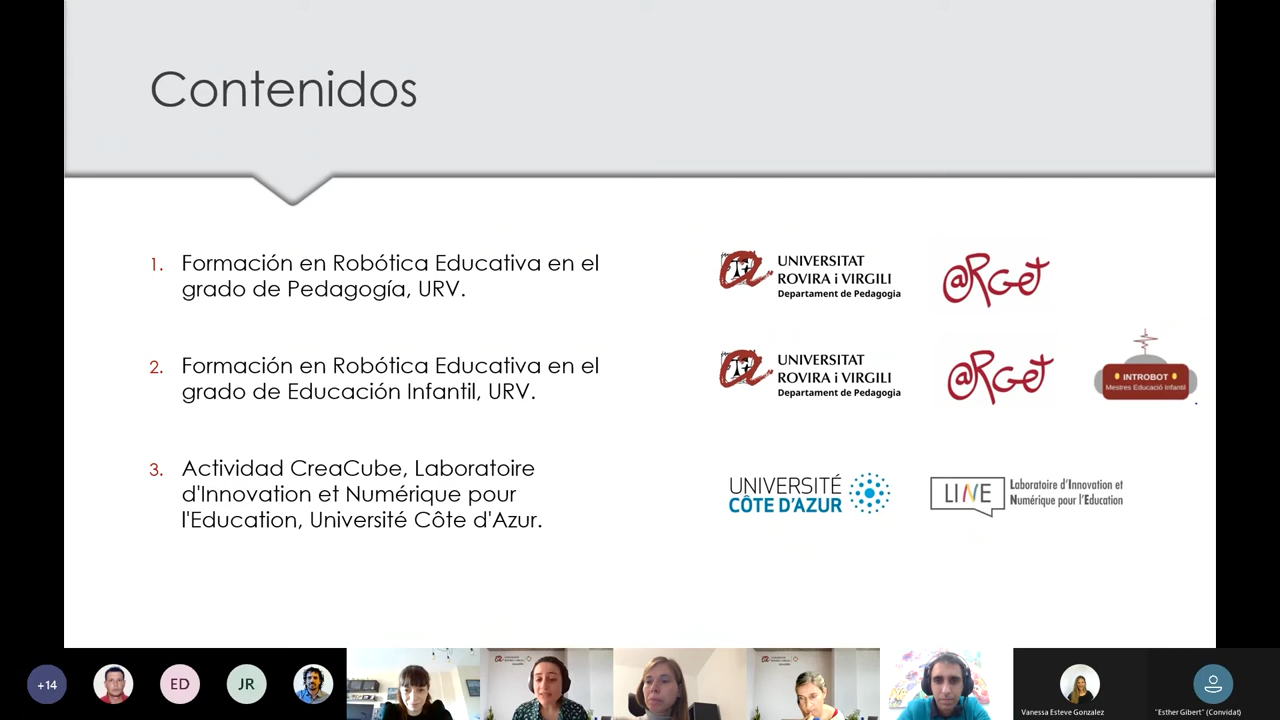 Contenidos
1. Formación en Robótica Educativa en el
grado de Pedagogía, URV.
UNIVERSITAT
ROVIRA i VIRGILI
Departament de Pedagogia
@RGet
2. Formación en Robótica Educativa en el
grado de Educación Infantil, URV.
UNIVERSITAT
ROVIRA i VIRGILI
Departament de Pedagogia
@RGet
INTROBOT
Mestres Educació Infantil
3. Actividad CreaCube, Laboratoire
d'Innovation et Numérique pour
l'Education, Université Côte d'Azur.
UNIVERSITÉ
CÔTE D'AZUR
LINE
Laboratoire d'Innovation et
Numérique pour l'Education
+14
ED
JR
Vanessa Esteve Gonzalez
"Esther Gibert" (Convidat)